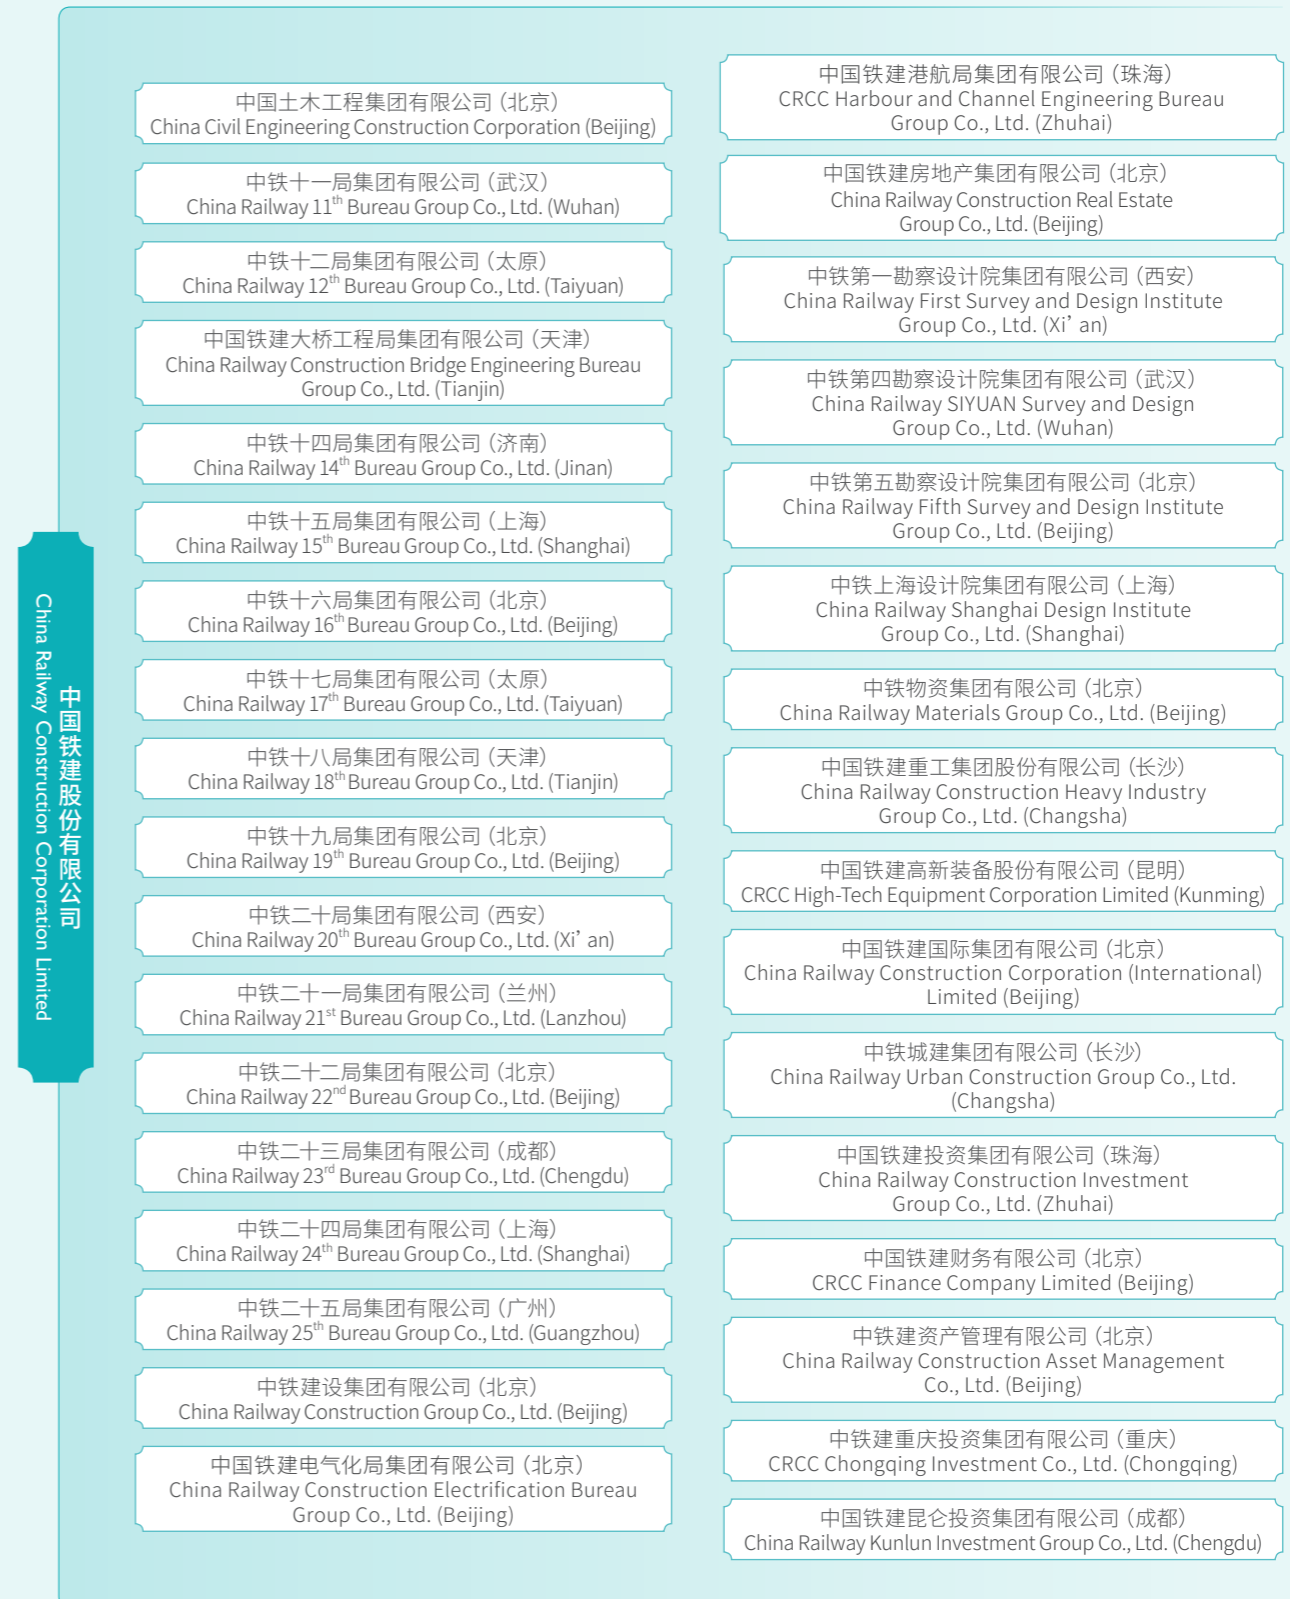 中国铁建股份有限公司
China Railway Construction Corporation Limited
中国土木工程集团有限公司（北京）
China Civil Engineering Construction Corporation (Beijing)
中铁十一局集团有限公司（武汉）
China Railway 11th Bureau Group Co., Ltd. (Wuhan)
中铁十二局集团有限公司（太原）
China Railway 12th Bureau Group Co., Ltd. (Taiyuan)
中国铁建大桥工程局集团有限公司（天津）
China Railway Construction Bridge Engineering Bureau
Group Co., Ltd. (Tianjin)
中铁十四局集团有限公司（济南）
China Railway 14th Bureau Group Co., Ltd. (Jinan)
中铁十五局集团有限公司（上海）
China Railway 15th Bureau Group Co., Ltd. (Shanghai)
中铁十六局集团有限公司（北京）
China Railway 16th Bureau Group Co., Ltd. (Beijing)
中铁十七局集团有限公司（太原）
China Railway 17th Bureau Group Co., Ltd. (Taiyuan)
中铁十八局集团有限公司（天津）
China Railway 18th Bureau Group Co., Ltd. (Tianjin)
中铁十九局集团有限公司（北京）
China Railway 19th Bureau Group Co., Ltd. (Beijing)
中铁二十局集团有限公司（西安）
China Railway 20th Bureau Group Co., Ltd. (Xi’an)
中铁二十一局集团有限公司（兰州）
China Railway 21st Bureau Group Co., Ltd. (Lanzhou)
中铁二十二局集团有限公司（北京）
China Railway 22nd Bureau Group Co., Ltd. (Beijing)
中铁二十三局集团有限公司（成都）
China Railway 23rd Bureau Group Co., Ltd. (Chengdu)
中铁二十四局集团有限公司（上海）
China Railway 24th Bureau Group Co., Ltd. (Shanghai)
中铁二十五局集团有限公司（广州）
China Railway 25th Bureau Group Co., Ltd. (Guangzhou)
中铁建设集团有限公司（北京）
China Railway Construction Group Co., Ltd. (Beijing)
中国铁建电气化局集团有限公司（北京）
China Railway Construction Electrification Bureau
Group Co., Ltd. (Beijing)
中国铁建港航局集团有限公司（珠海）
CRCC Harbour and Channel Engineering Bureau
Group Co., Ltd. (Zhuhai)
中国铁建房地产集团有限公司（北京）
China Railway Construction Real Estate
Group Co., Ltd. (Beijing)
中铁第一勘察设计院集团有限公司（西安）
China Railway First Survey and Design Institute
Group Co., Ltd. (Xi’an)
中铁第四勘察设计院集团有限公司（武汉）
China Railway SIYUAN Survey and Design
Group Co., Ltd. (Wuhan)
中铁第五勘察设计院集团有限公司（北京）
China Railway Fifth Survey and Design Institute
Group Co., Ltd. (Beijing)
中铁上海设计院集团有限公司（上海）
China Railway Shanghai Design Institute
Group Co., Ltd. (Shanghai)
中铁物资集团有限公司（北京）
China Railway Materials Group Co., Ltd. (Beijing)
中国铁建重工集团股份有限公司（长沙）
China Railway Construction Heavy Industry
Group Co., Ltd. (Changsha)
中国铁建高新装备股份有限公司（昆明）
CRCC High-Tech Equipment Corporation Limited (Kunming)
中国铁建国际集团有限公司（北京）
China Railway Construction Corporation (International)
Limited (Beijing)
中铁城建集团有限公司（长沙）
China Railway Urban Construction Group Co., Ltd.
(Changsha)
中国铁建投资集团有限公司（珠海）
China Railway Construction Investment
Group Co., Ltd. (Zhuhai)
中国铁建财务有限公司（北京）
CRCC Finance Company Limited (Beijing)
中铁建资产管理有限公司（北京）
China Railway Construction Asset Management
Co., Ltd. (Beijing)
中铁建重庆投资集团有限公司（重庆）
CRCC Chongqing Investment Co., Ltd. (Chongqing)
中国铁建昆仑投资集团有限公司（成都）
China Railway Kunlun Investment Group Co., Ltd. (Chengdu)